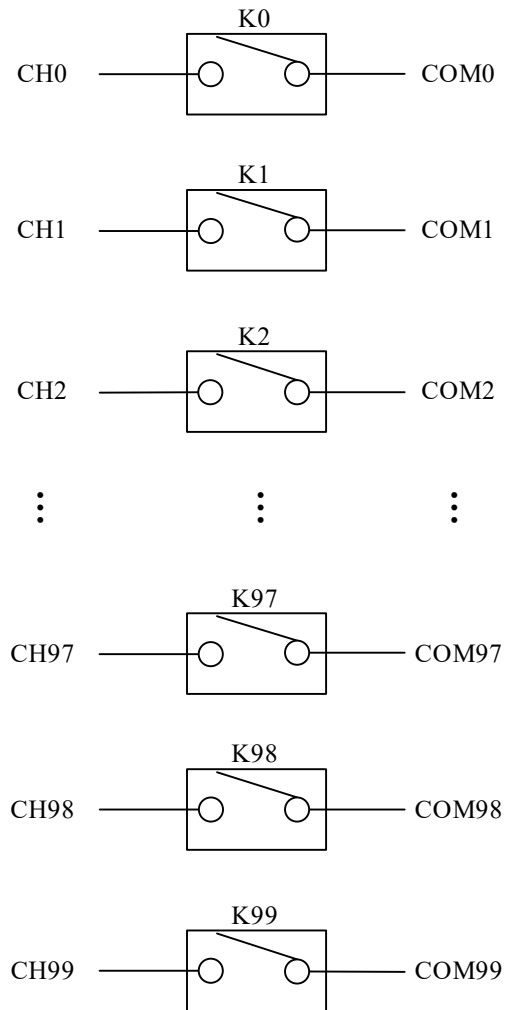 K0
CH0 COM0
K1
CH1 COM1
K2
CH2 COM2
⋮ ⋮ ⋮
K97
CH97 COM97
K98
CH98 COM98
K99
CH99 COM99